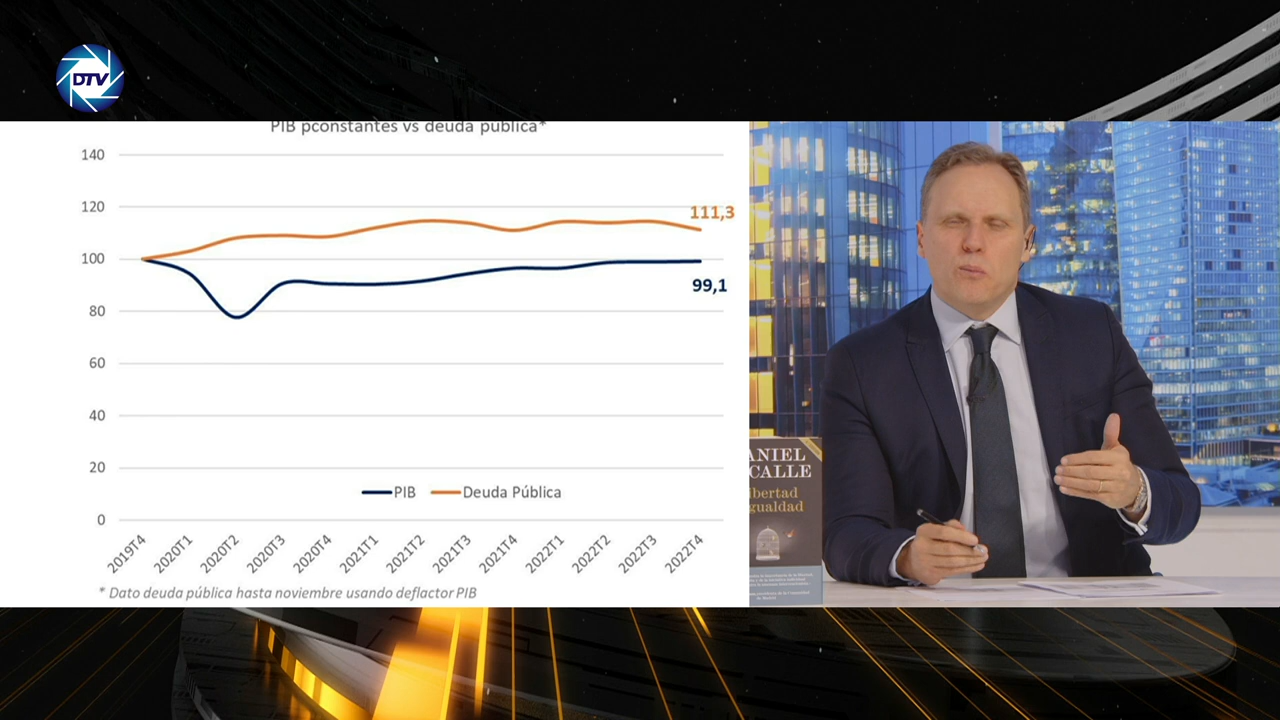 DTV
PIB pconstantes vs deuda pública*
140
120
100
80
60
40
20
0
111,3
99,1
PIB
Deuda Pública
2019T4
2020T1
2020T2
2020T3
2020T4
2021T1
2021T2
2021T3
2021T4
2022T1
2022T2
2022T3
2022T4
* Dato deuda pública hasta noviembre usando deflactor PIB
ANIEL
CALLE
ibertad
gualdad